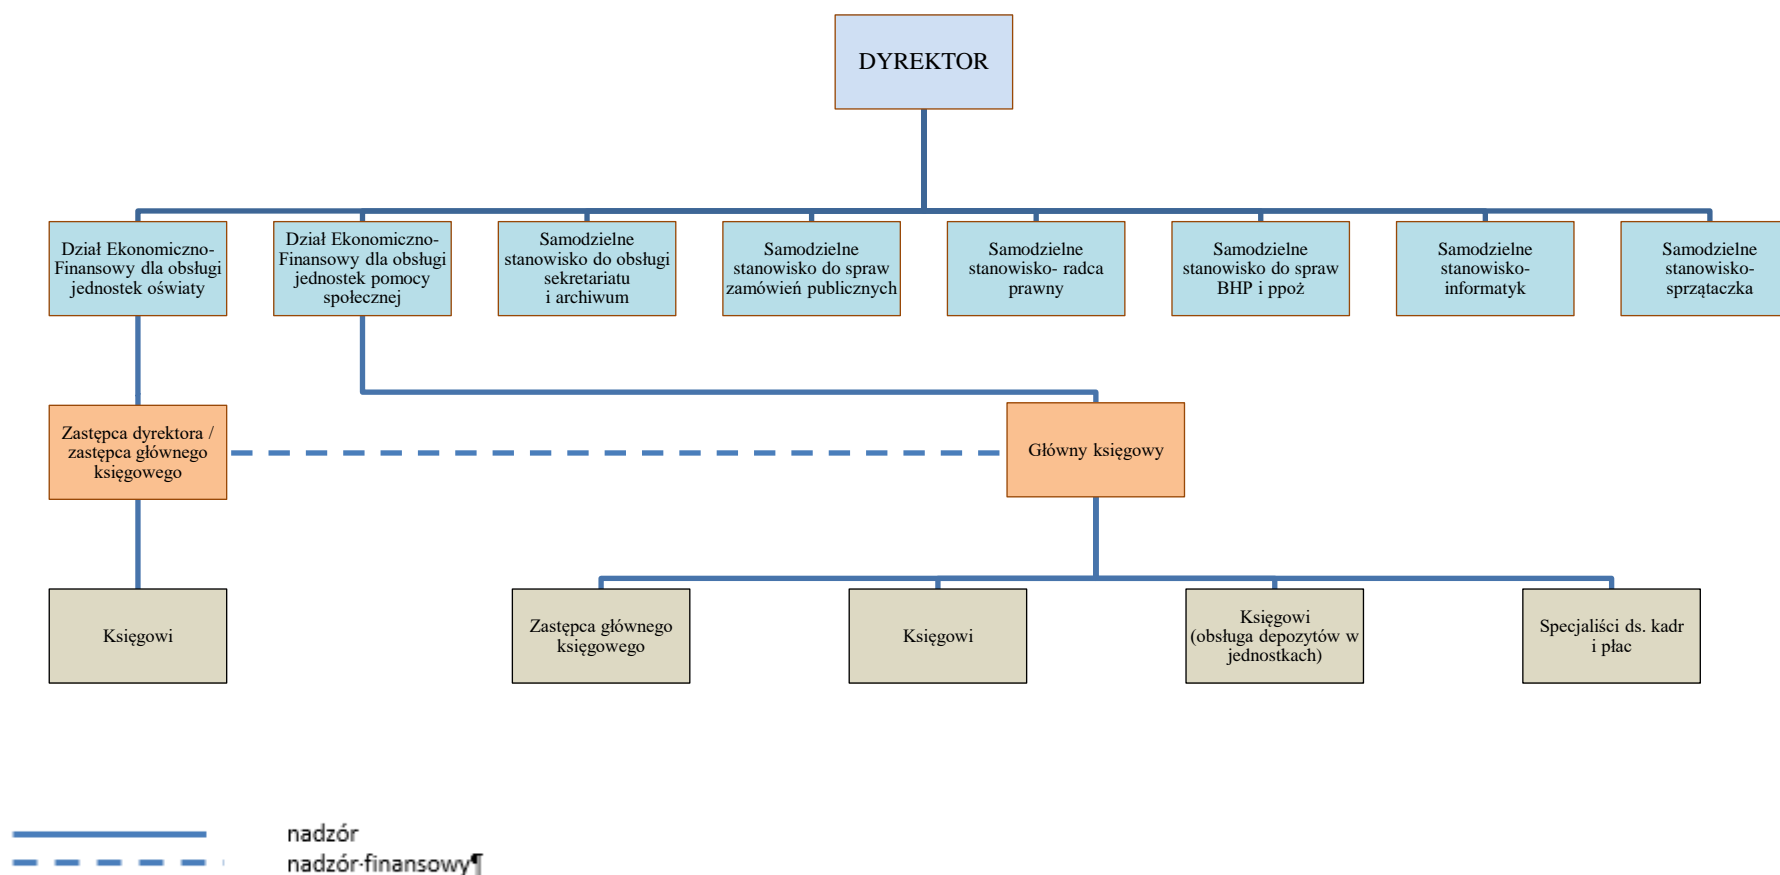 DYREKTOR
Dział Ekonomiczno-
Finansowy dla obsługi
jednostek oświaty
Dział Ekonomiczno-
Finansowy dla obsługi
jednostek pomocy
społecznej
Samodzielne
stanowisko do obsługi
sekretariatu
i archiwum
Samodzielne
stanowisko do spraw
zamówień publicznych
Samodzielne
stanowisko- radca
prawny
Samodzielne
stanowisko do spraw
BHP i ppoż
Samodzielne
stanowisko-
informatyk
Samodzielne
stanowisko-
sprzątaczka
Zastępca dyrektora /
zastępca głównego
księgowego
Główny księgowy
Księgowi
Zastępca głównego
księgowego
Księgowi
Księgowi
(obsługa depozytów w
jednostkach)
Specjaliści ds. kadr
i płac
nadzór
nadzór·finansowy¶